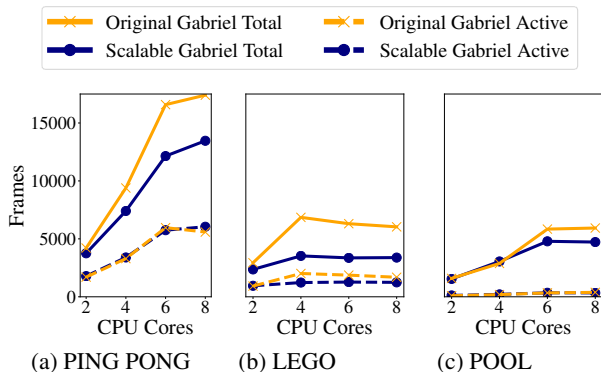 Original Gabriel Total
Original Gabriel Active
Scalable Gabriel Total
Scalable Gabriel Active
Frames
15000
10000
5000
0
2 4 6 8
CPU Cores
2 4 6 8
CPU Cores
2 4 6 8
CPU Cores
(a) PING PONG
(b) LEGO
(c) POOL